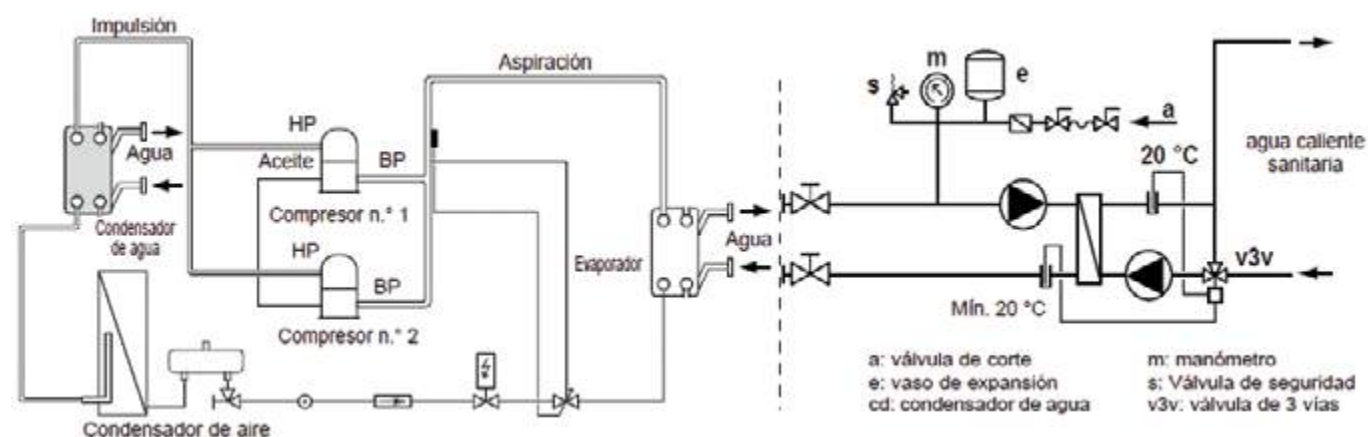 Impulsión
Aspiración
HP
Agua
Aceite
BP
Compresor n.° 1
Condensador
de agua
HP
BP
Compresor n.° 2
Evaporador
Agua
Condensador de aire
s
m
e
a
20 °C
agua caliente
sanitaria
v3v
Mín. 20 °C
a: válvula de corte
e: vaso de expansión
cd: condensador de agua
m: manómetro
s: Válvula de seguridad
v3v: válvula de 3 vías